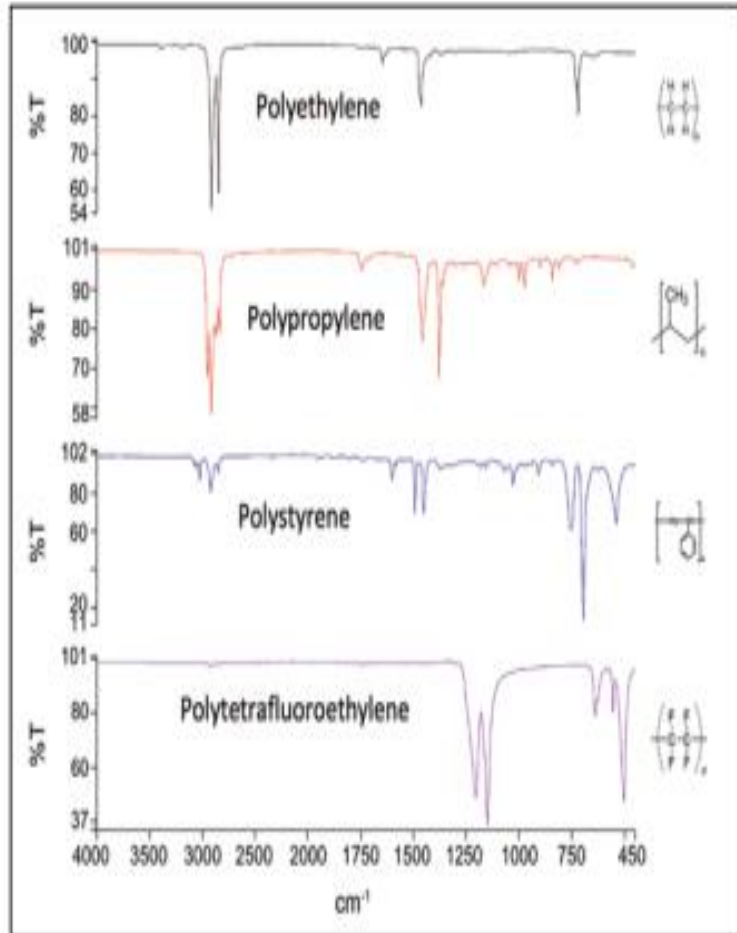 %T
100
80
70
60
54
Polyethylene
H H
C C
H H
n
%T
101
90
80
70
58
Polypropylene
CH₃
n
%T
102
80
60
20
11
Polystyrene
%T
101
80
60
37
Polytetrafluoroethylene
F F
C C
F F
n
4000 3500 3000 2500 2000 1750 1500 1250 1000 750 450
cm⁻¹